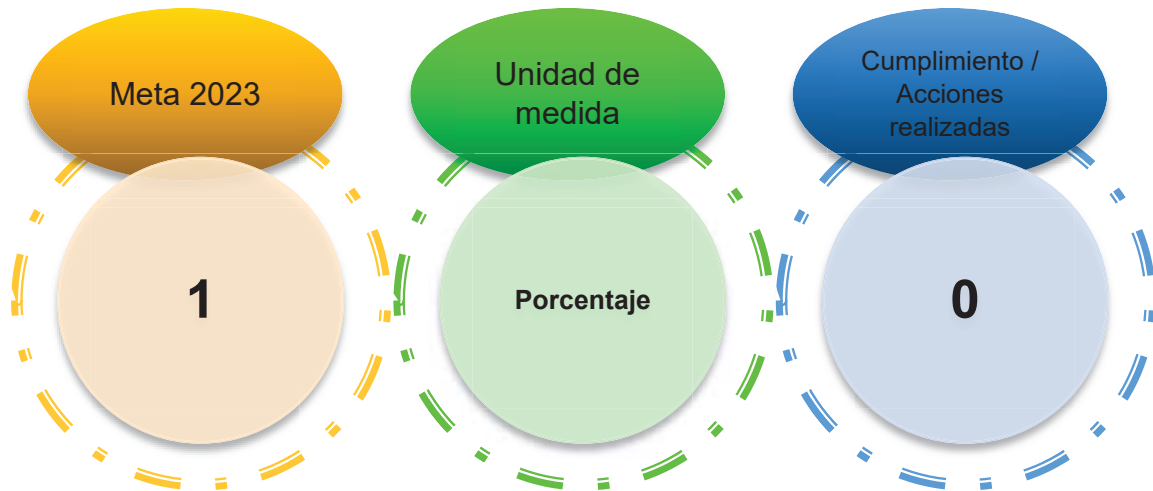 Meta 2023
1
Unidad de
medida
Porcentaje
Cumplimiento /
Acciones
realizadas
0